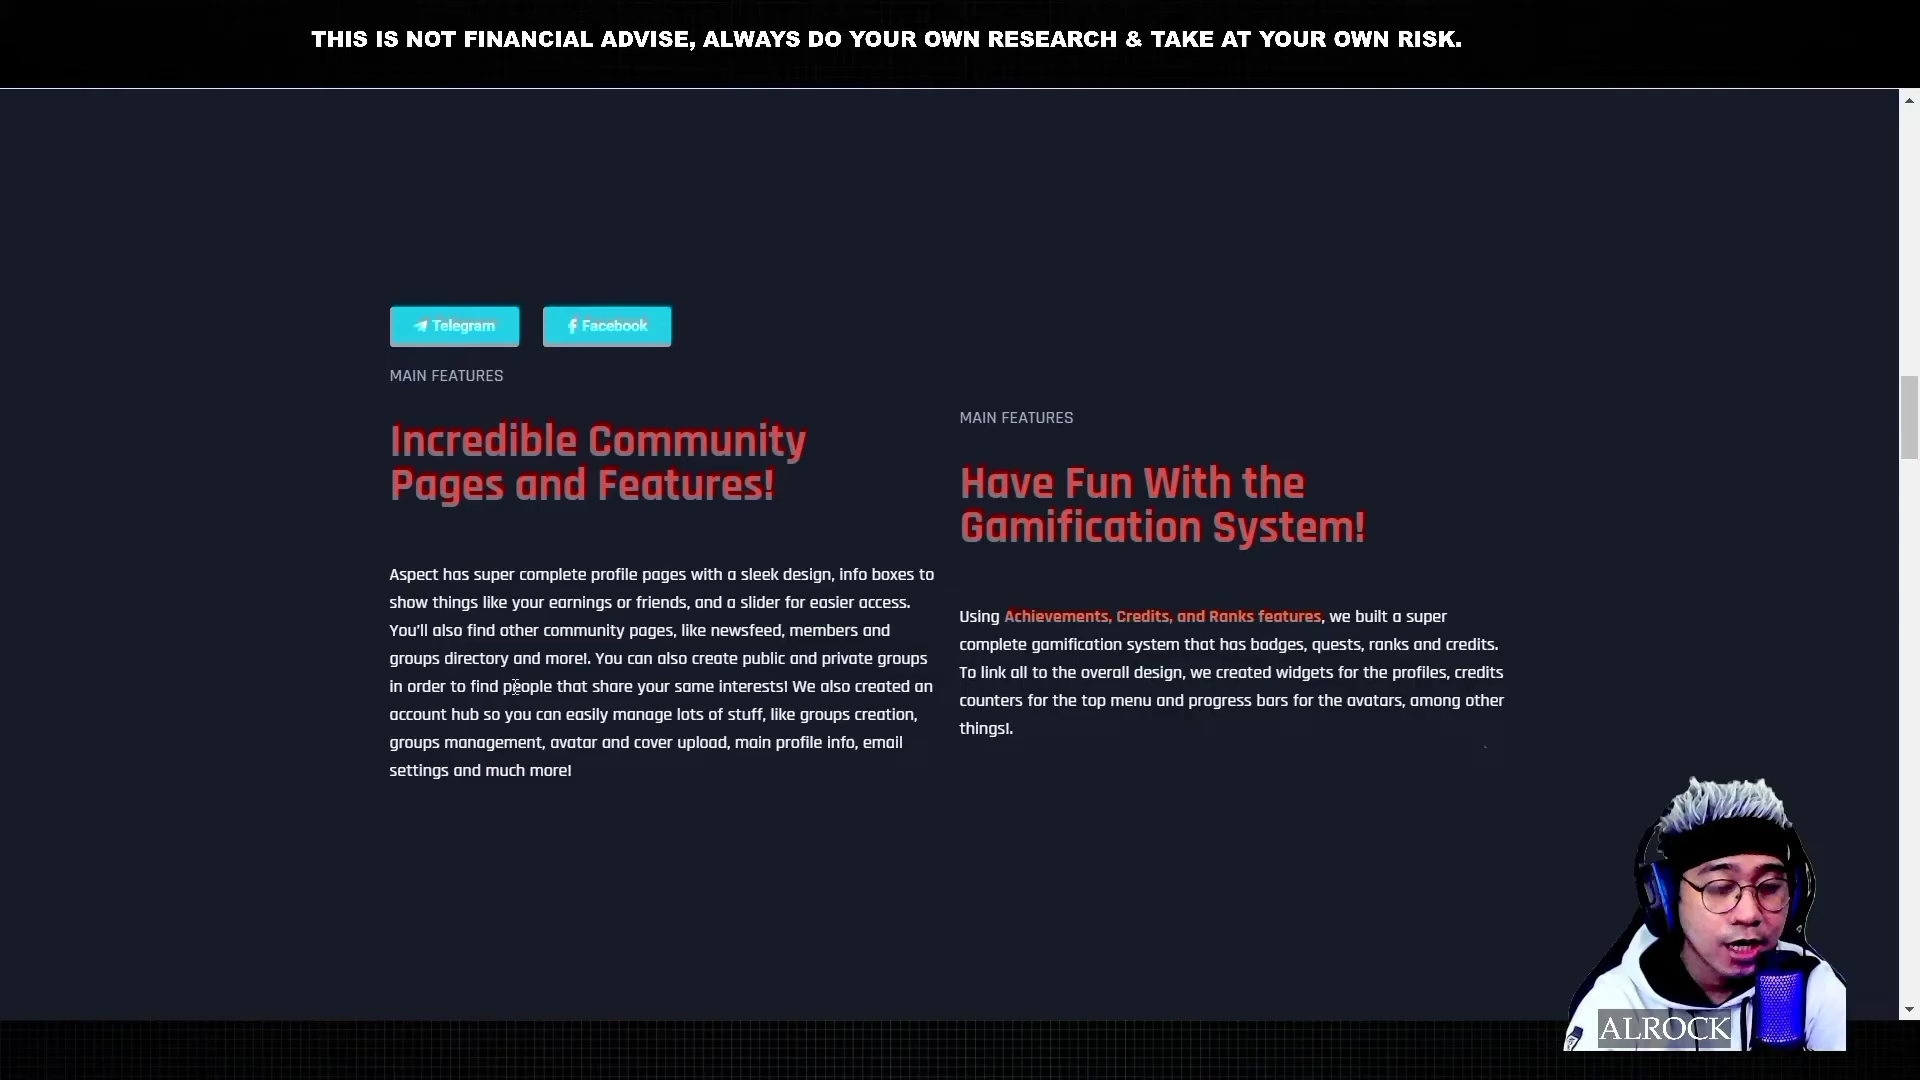 THIS IS NOT FINANCIAL ADVISE, ALWAYS DO YOUR OWN RESEARCH & TAKE AT YOUR OWN RISK.
Telegram
Facebook
MAIN FEATURES
Incredible Community
Pages and Features!
Aspect has super complete profile pages with a sleek design, info boxes to
show things like your earnings or friends, and a slider for easier access.
You'll also find other community pages, like newsfeed, members and
groups directory and more!. You can also create public and private groups
in order to find people that share your same interests! We also created an
account hub so you can easily manage lots of stuff, like groups creation,
groups management, avatar and cover upload, main profile info, email
settings and much more!
MAIN FEATURES
Have Fun With the
Gamification System!
Using Achievements, Credits, and Ranks features, we built a super
complete gamification system that has badges, quests, ranks and credits.
To link all to the overall design, we created widgets for the profiles, credits
counters for the top menu and progress bars for the avatars, among other
things!.
ALROCK